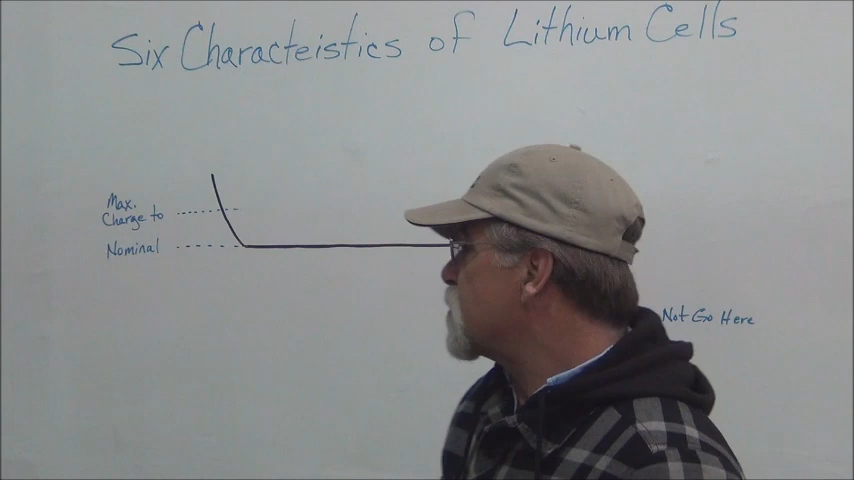 Six Characteistics of Lithium Cells
Max.
Charge to
Nominal
Not Go Here